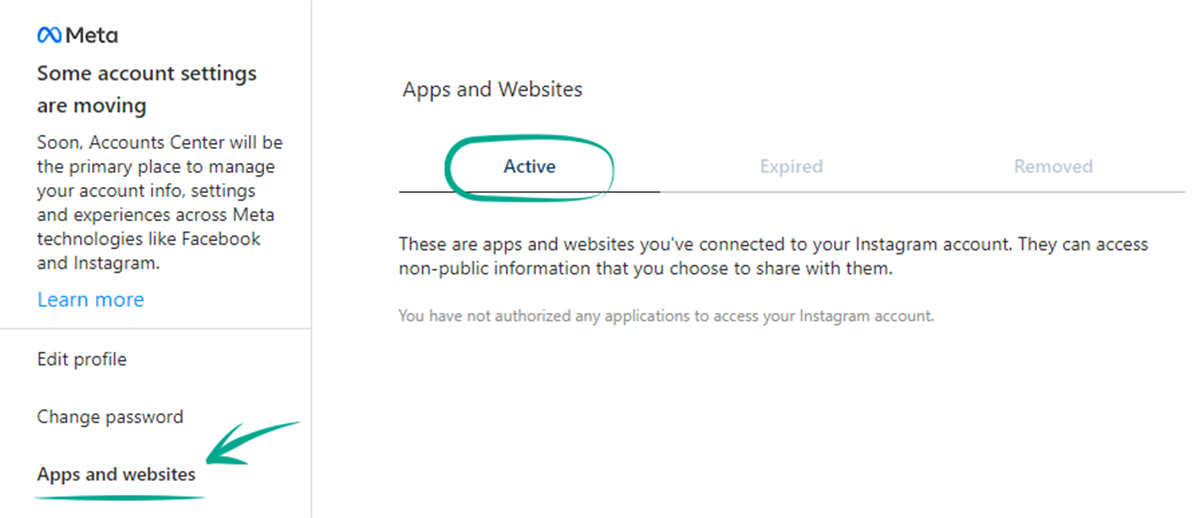 Meta
Some account settings
are moving
Soon, Accounts Center will be
the primary place to manage
your account info, settings
and experiences across Meta
technologies like Facebook
and Instagram.
Learn more
Edit profile
Change password
Apps and websites
Apps and Websites
Active
Expired
Removed
These are apps and websites you've connected to your Instagram account. They can access
non-public information that you choose to share with them.
You have not authorized any applications to access your Instagram account.